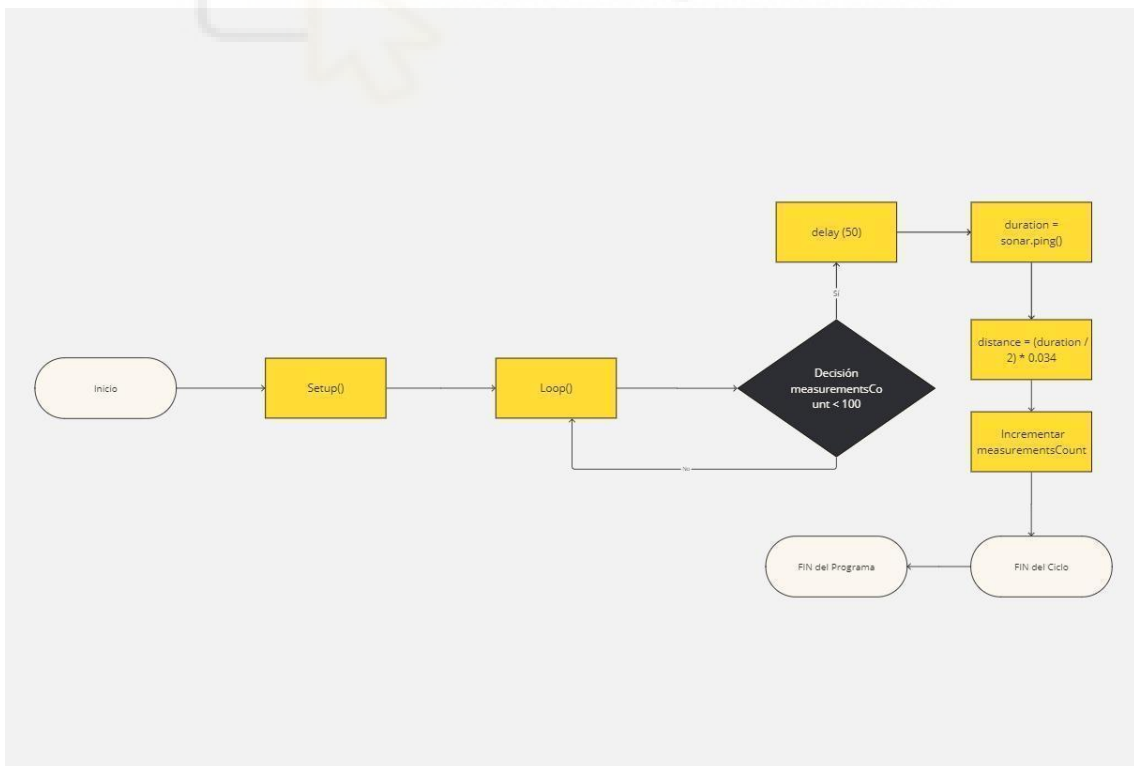 Inicio
Setup()
Loop()
Decisión
measurementsCo
unt < 100
Sí
delay (50)
duration =
sonar.ping()
distance = (duration /
2) * 0.034
Incrementar
measurementsCount
No
FIN del Ciclo
FIN del Programa